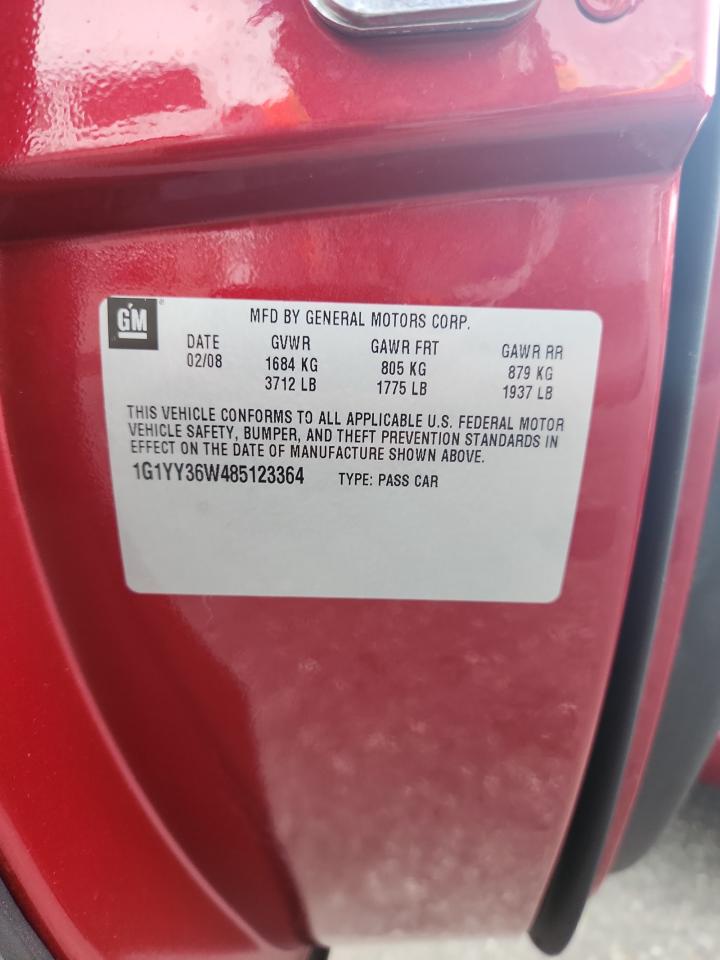 GM
MFD BY GENERAL MOTORS CORP.
DATE GVWR GAWR FRT GAWR RR
02/08 1684 KG 805 KG 879 KG
3712 LB 1775 LB 1937 LB
THIS VEHICLE CONFORMS TO ALL APPLICABLE U.S. FEDERAL MOTOR
VEHICLE SAFETY, BUMPER, AND THEFT PREVENTION STANDARDS IN
EFFECT ON THE DATE OF MANUFACTURE SHOWN ABOVE.
1G1YY36W485123364 TYPE: PASS CAR